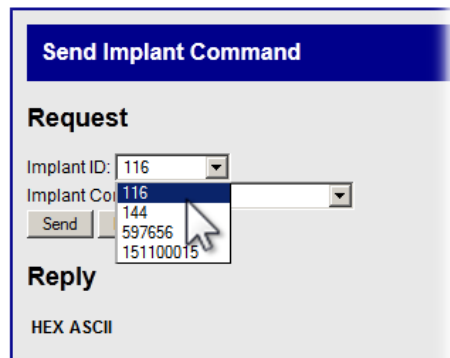 Send Implant Command
Request
Implant ID: 116
Implant Co
116
144
597656
151100015
Send
Reply
HEX ASCII